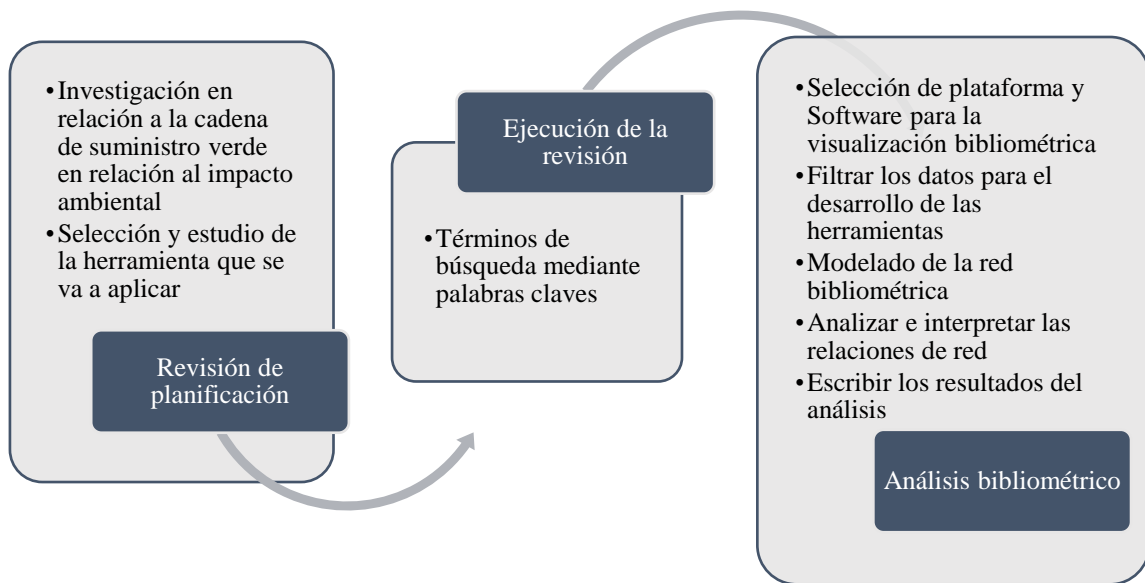 •Investigación en
relación a la cadena
de suministro verde
en relación al impacto
ambiental
•Selección y estudio de
la herramienta que se
va a aplicar
Revisión de
planificación
Ejecución de la
revisión
•Términos de
búsqueda mediante
palabras claves
•Selección de plataforma y
Software para la
visualización bibliométrica
•Filtrar los datos para el
desarrollo de las
herramientas
•Modelado de la red
bibliométrica
•Analizar e interpretar las
relaciones de red
•Escribir los resultados del
análisis
Análisis bibliométrico